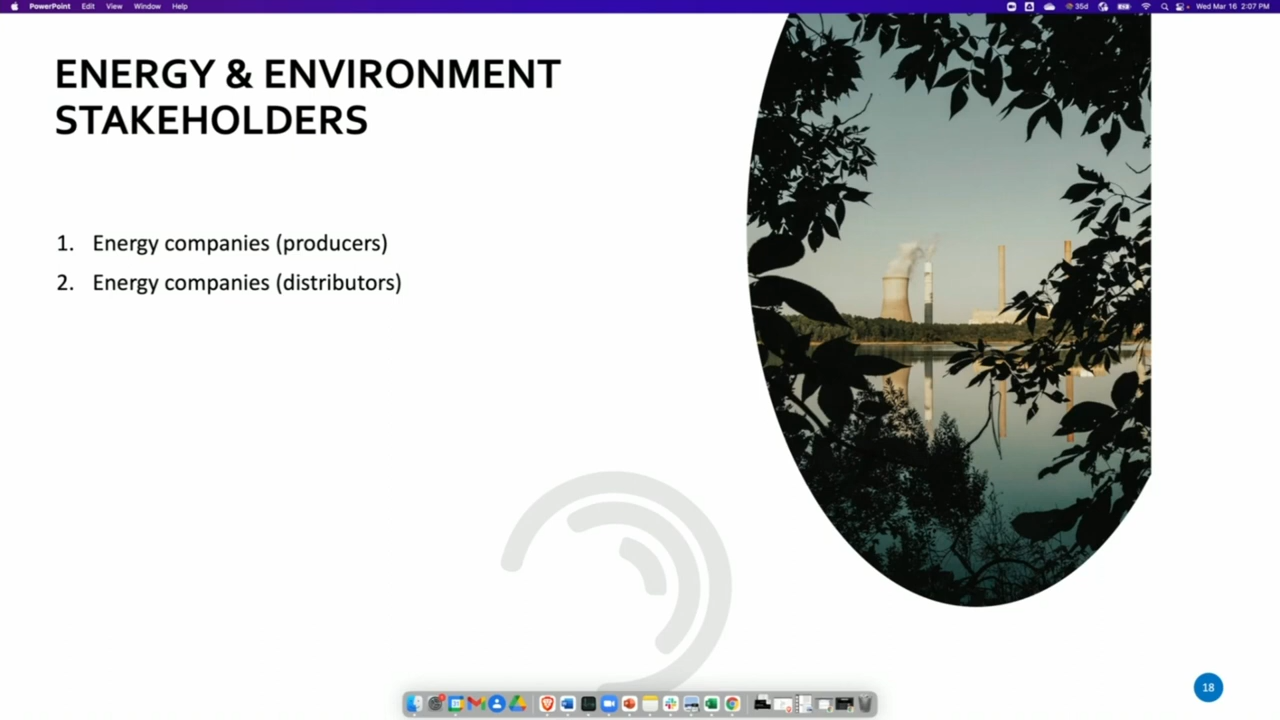 PowerPoint Edit View Window Help
35d
Wed Mar 16 2:07 PM
ENERGY & ENVIRONMENT
STAKEHOLDERS
1. Energy companies (producers)
2. Energy companies (distributors)
18